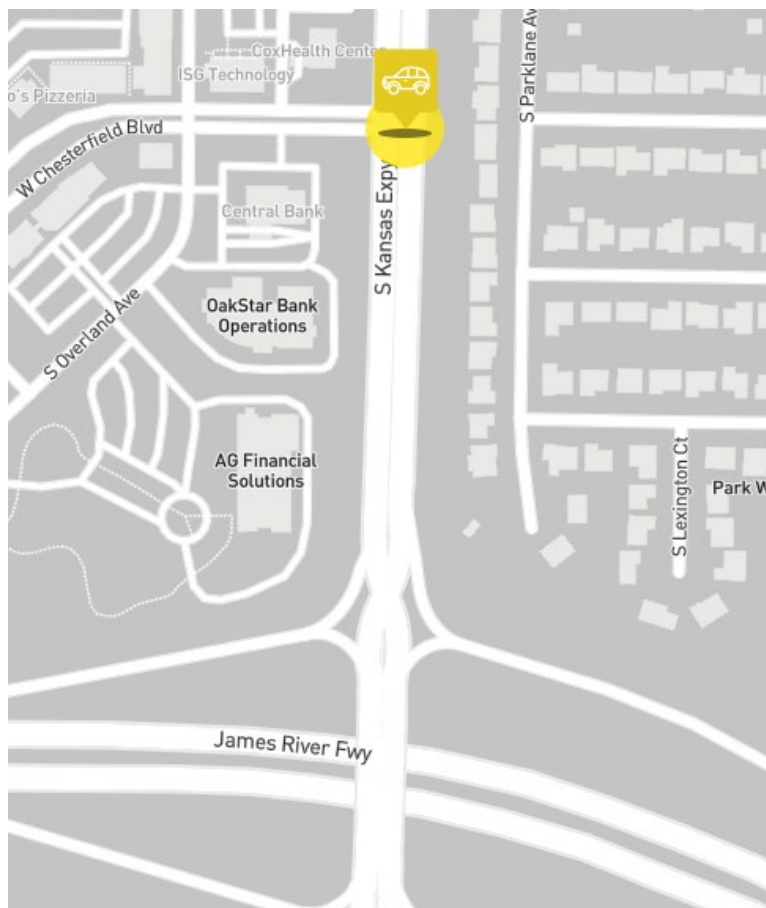 CoxHealth Center
ISG Technology
o's Pizzeria
W Chesterfield Blvd
S Parklane Av
S Kansas Expy
Central Bank
OakStar Bank
Operations
S Overland Ave
AG Financial
Solutions
S Lexington Ct
Park W
James River Fwy